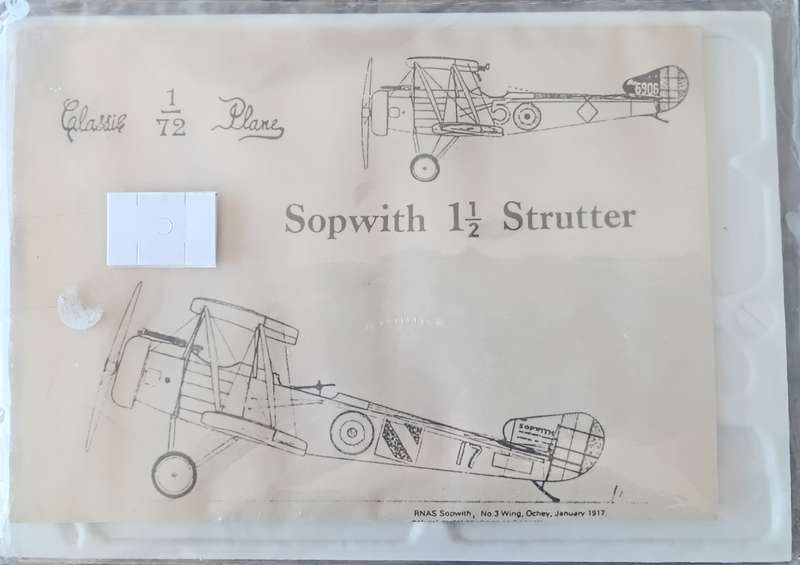 Classic 1/72 Plane
6906
5
Sopwith 1½ Strutter
SOPWITH
17
RNAS Sopwith, No.3 Wing, Ochey, January 1917.